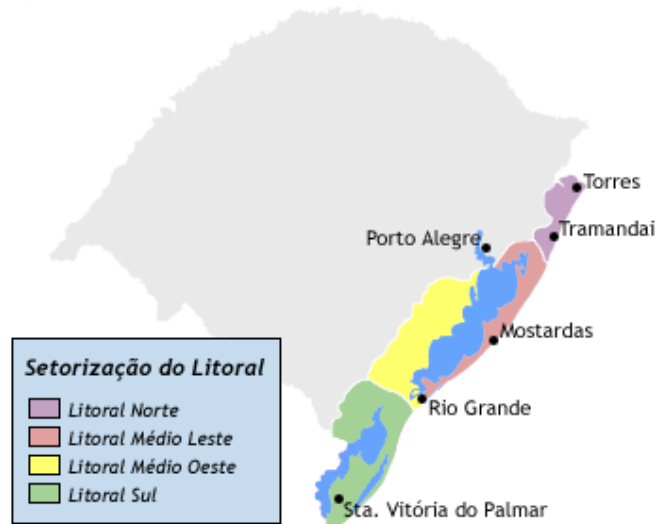 Torres
Tramandai
Porto Alegre
Mostardas
Rio Grande
Sta. Vitória do Palmar
Setorização do Litoral
Litoral Norte
Litoral Médio Leste
Litoral Médio Oeste
Litoral Sul